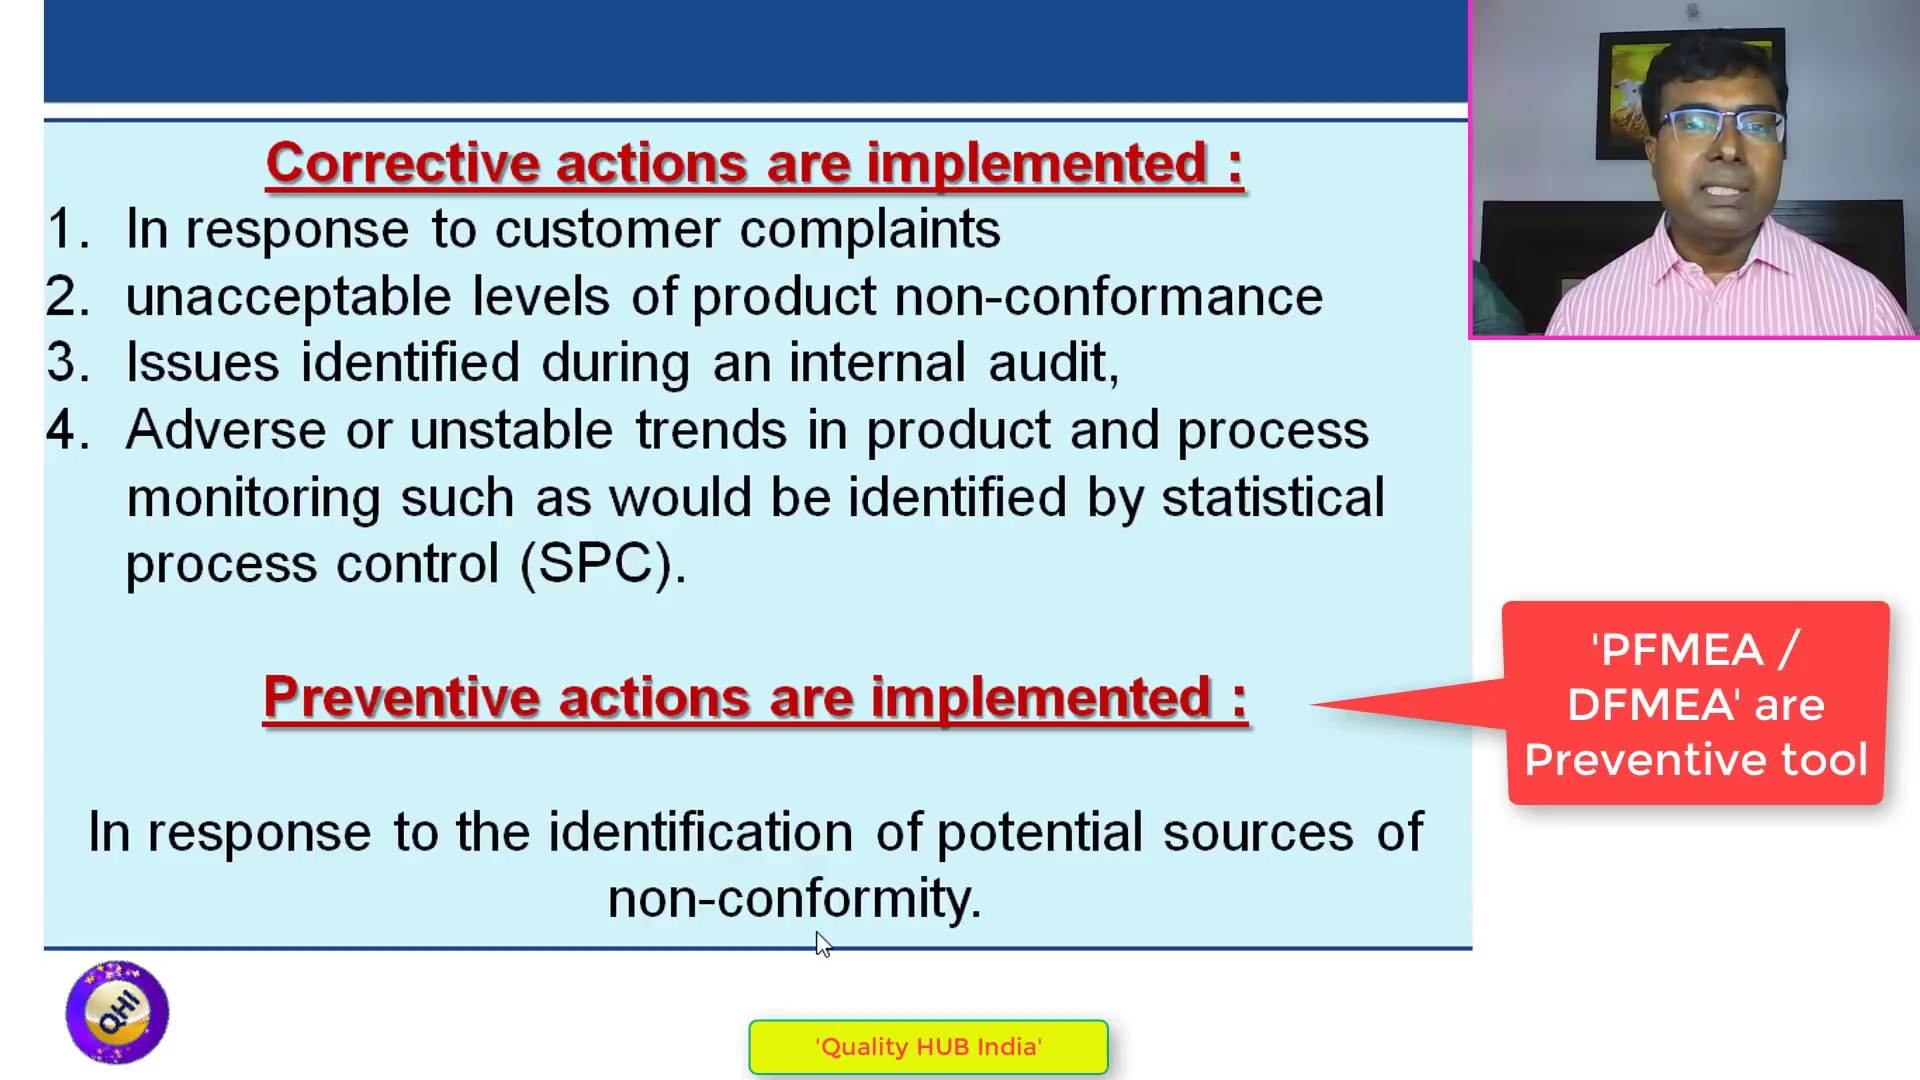 Corrective actions are implemented :
1. In response to customer complaints
2. unacceptable levels of product non-conformance
3. Issues identified during an internal audit,
4. Adverse or unstable trends in product and process
monitoring such as would be identified by statistical
process control (SPC).
Preventive actions are implemented :
In response to the identification of potential sources of
non-conformity.
'PFMEA /
DFMEA' are
Preventive tool
QHI
'Quality HUB India'